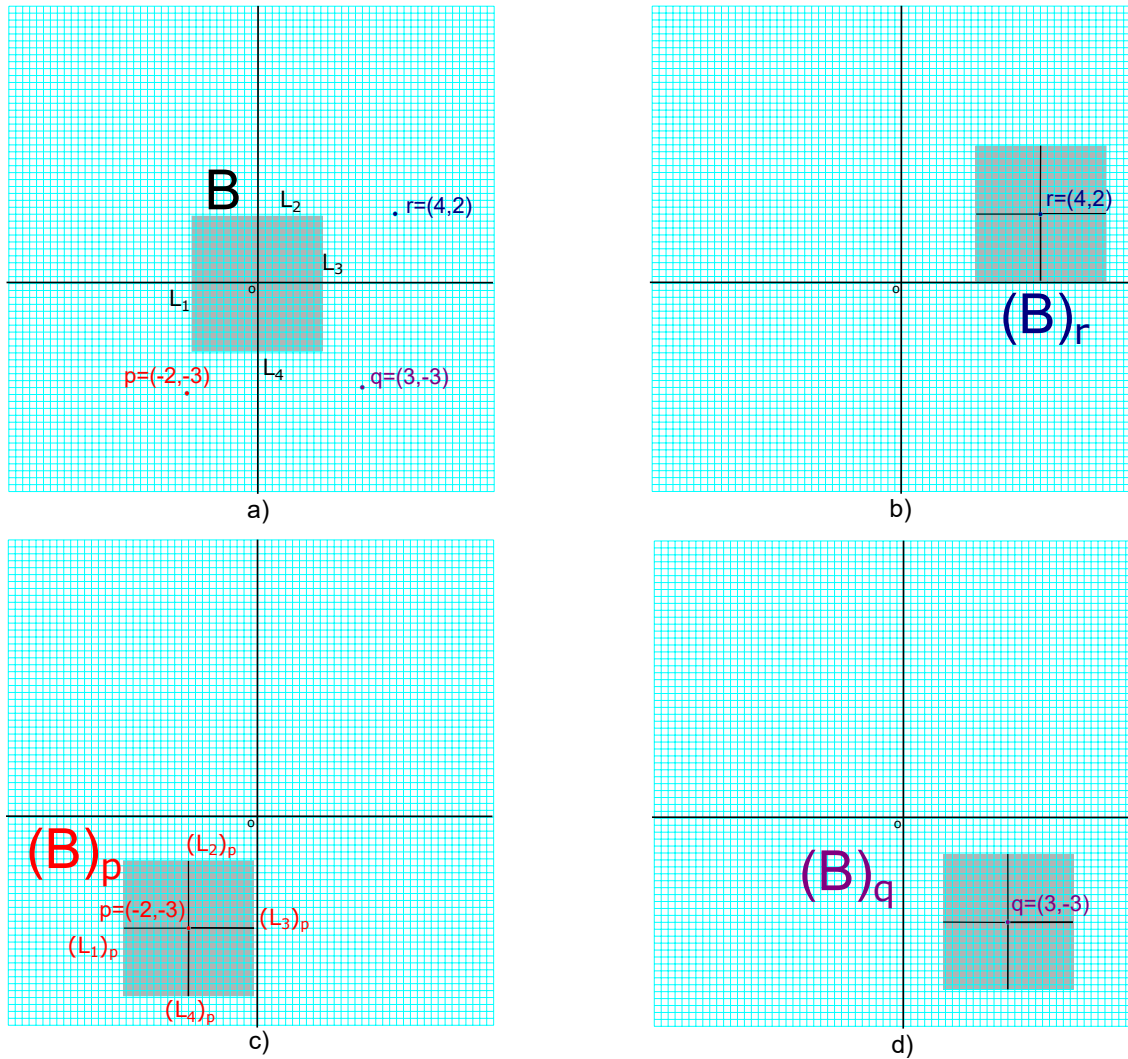 B
L2
r=(4,2)
L3
o
L1
p=(-2,-3)
L4
q=(3,-3)
a)
r=(4,2)
o
(B)r
b)
o
(B)p
(L2)p
p=(-2,-3)
(L3)p
(L1)p
(L4)p
c)
o
(B)q
q=(3,-3)
d)